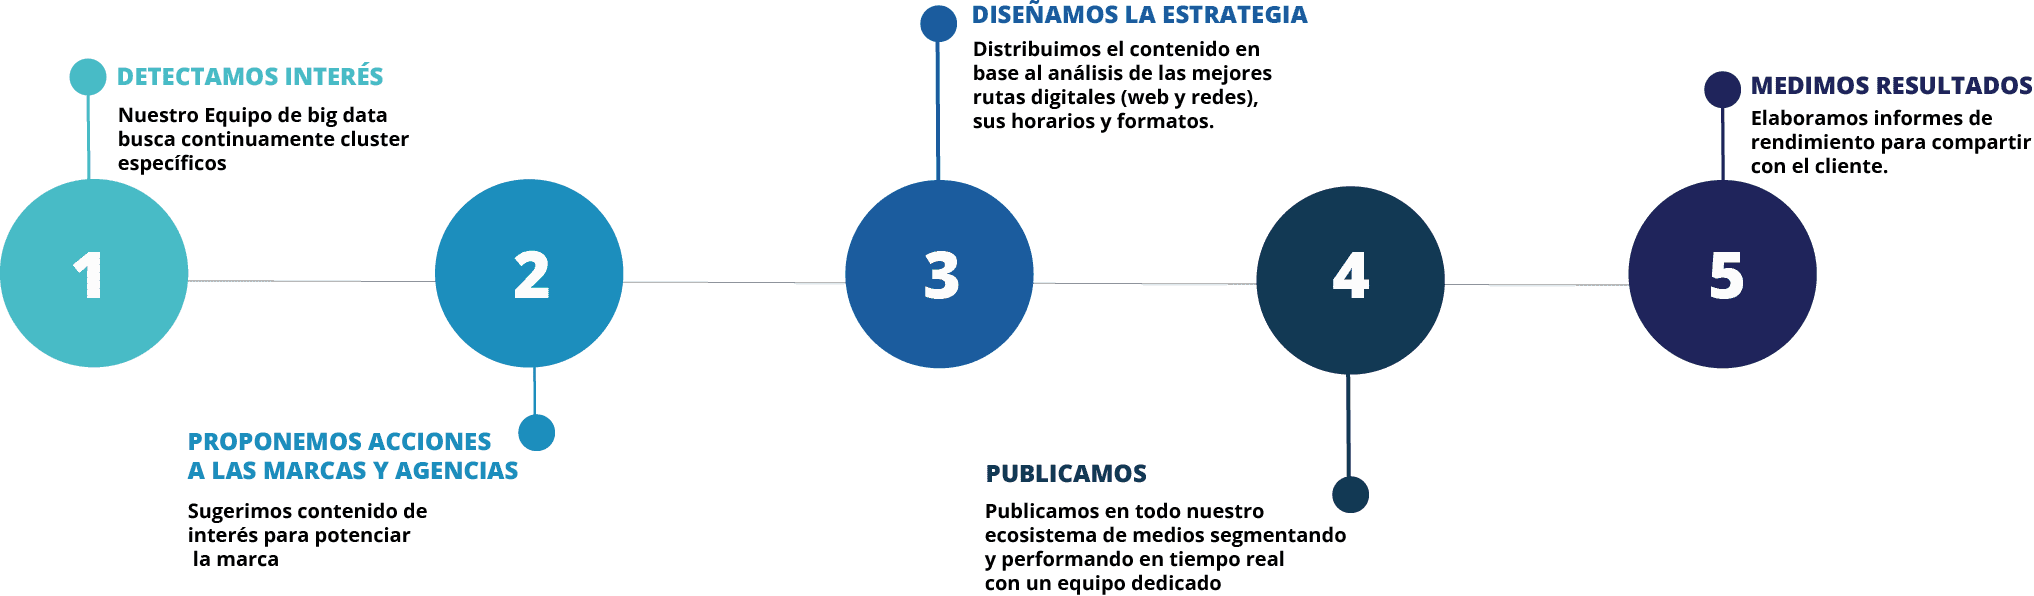 DETECTAMOS INTERÉS
Nuestro Equipo de big data
busca continuamente cluster
específicos
1
2
PROPONEMOS ACCIONES
A LAS MARCAS Y AGENCIAS
Sugerimos contenido de
interés para potenciar
la marca
DISEÑAMOS LA ESTRATEGIA
Distribuimos el contenido en
base al análisis de las mejores
rutas digitales (web y redes),
sus horarios y formatos.
3
4
PUBLICAMOS
Publicamos en todo nuestro
ecosistema de medios segmentando
y performando en tiempo real
con un equipo dedicado
MEDIMOS RESULTADOS
Elaboramos informes de
rendimiento para compartir
con el cliente.
5